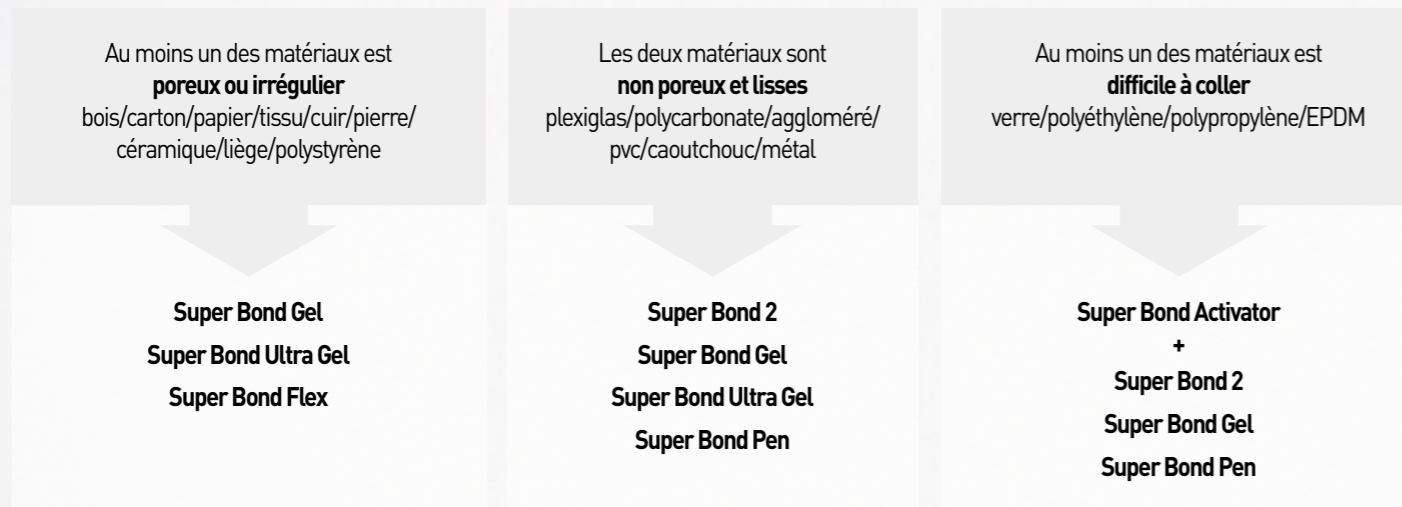 Au moins un des matériaux est
poreux ou irrégulier
bois/carton/papier/tissu/cuir/pierre/
céramique/liège/polystyrène
Super Bond Gel
Super Bond Ultra Gel
Super Bond Flex
Les deux matériaux sont
non poreux et lisses
plexiglas/polycarbonate/aggloméré/
pvc/caoutchouc/métal
Super Bond 2
Super Bond Gel
Super Bond Ultra Gel
Super Bond Pen
Au moins un des matériaux est
difficile à coller
verre/polyéthylène/polypropylène/EPDM
Super Bond Activator
+
Super Bond 2
Super Bond Gel
Super Bond Pen